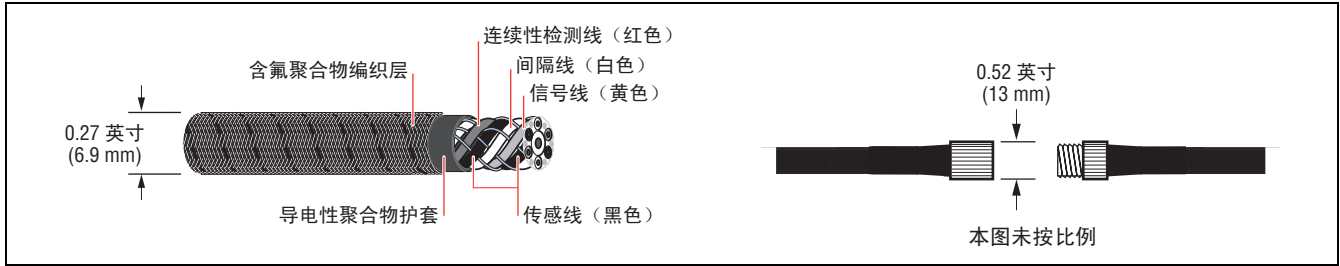 连续性检测线（红色）
含氟聚合物编织层
间隔线（白色）
信号线（黄色）
0.27 英寸
(6.9 mm)
导电性聚合物护套
传感线（黑色）
0.52 英寸
(13 mm)
本图未按比例